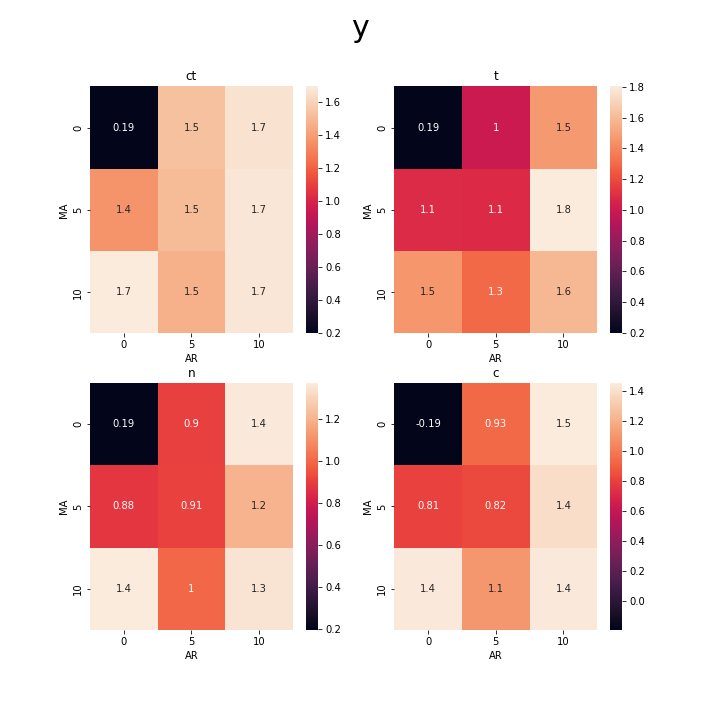 y
ct
t
0 0.19 1.5 1.7 1.6
1.4
1.2
1.0
0.8
0.6
0.4
0.2
MA 5 1.4 1.5 1.7
10 1.7 1.5 1.7
0 5 10
AR
0 0.19 1 1.5 1.8
1.6
1.4
1.2
1.0
0.8
0.6
0.4
0.2
MA 5 1.1 1.1 1.8
10 1.5 1.3 1.6
0 5 10
AR
n
c
0 0.19 0.9 1.4 1.2
1.0
0.8
0.6
0.4
0.2
MA 5 0.88 0.91 1.2
10 1.4 1 1.3
0 5 10
AR
0 -0.19 0.93 1.5 1.4
1.2
1.0
0.8
0.6
0.4
0.2
0.0
MA 5 0.81 0.82 1.4
10 1.4 1.1 1.4
0 5 10
AR